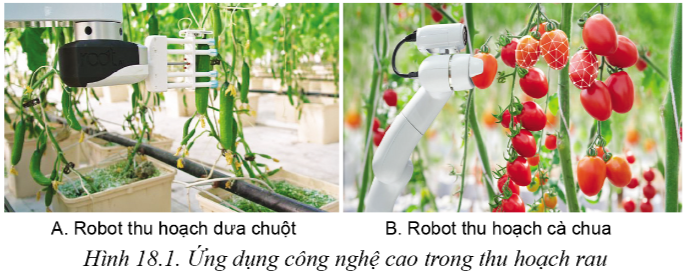 root.
A. Robot thu hoạch dưa chuột
B. Robot thu hoạch cà chua
Hình 18.1. Ứng dụng công nghệ cao trong thu hoạch rau